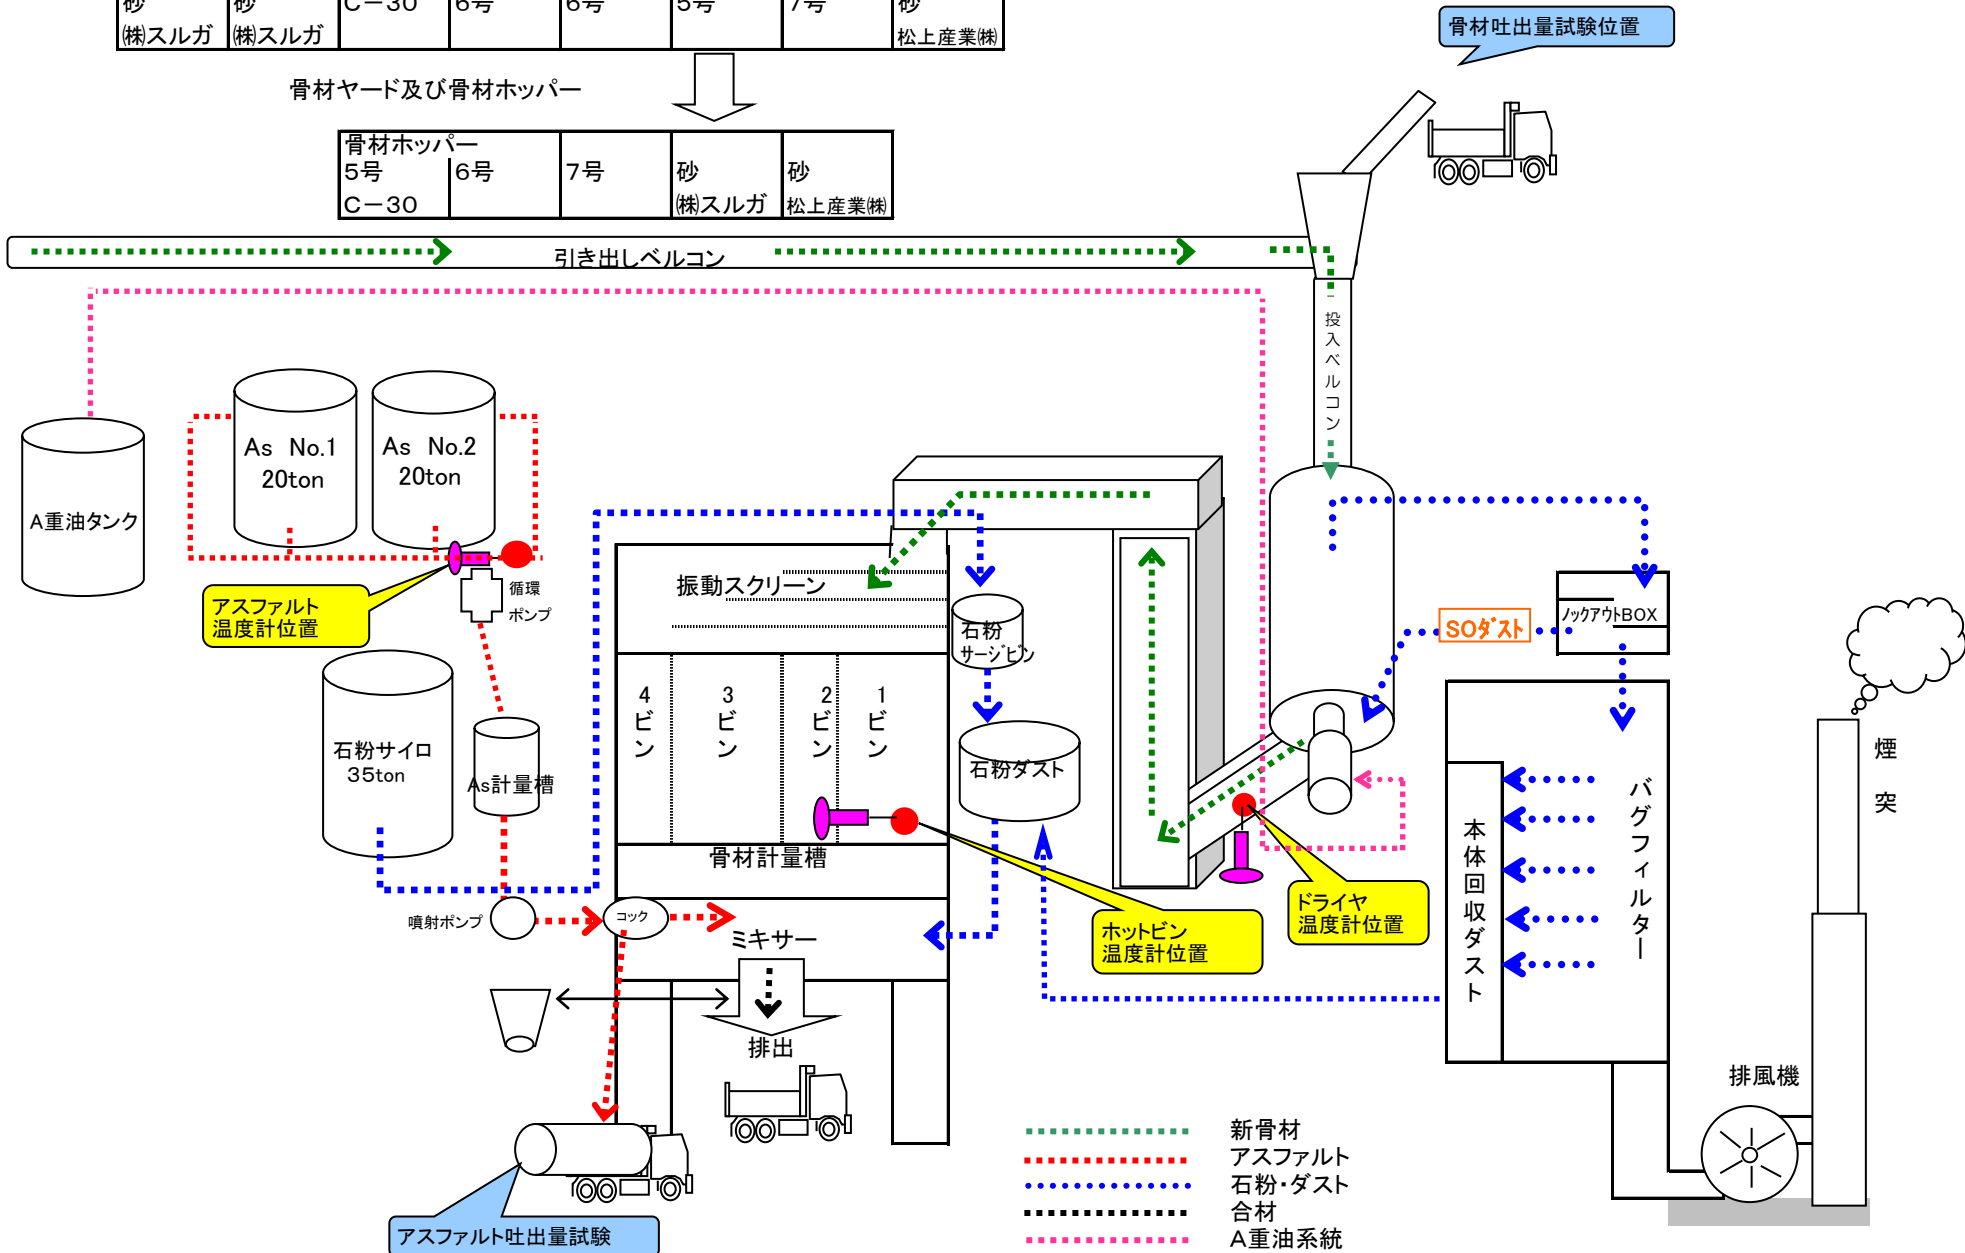 砂 砂 C－30 6号 6号 5号 7号 砂
㈱スルガ ㈱スルガ 松上産業㈱
骨材吐出量試験位置
骨材ヤード及び骨材ホッパー
骨材ホッパー
5号 6号 7号 砂 砂
C－30 ㈱スルガ 松上産業㈱
引き出しベルコン
投入ベルコン
As No.1
20ton
As No.2
20ton
A重油タンク
アスファルト
温度計位置
循環
ポンプ
振動スクリーン
石粉
サージビン
SOダスト
ノックアウトBOX
4ビン
3ビン
2ビン
1ビン
石粉サイロ
35ton
As計量槽
石粉ダスト
煙突
バグフィルター
本体回収ダスト
骨材計量槽
噴射ポンプ
コック
ミキサー
ホットビン
温度計位置
ドライヤ
温度計位置
排出
排風機
新骨材
アスファルト
石粉・ダスト
合材
A重油系統
アスファルト吐出量試験